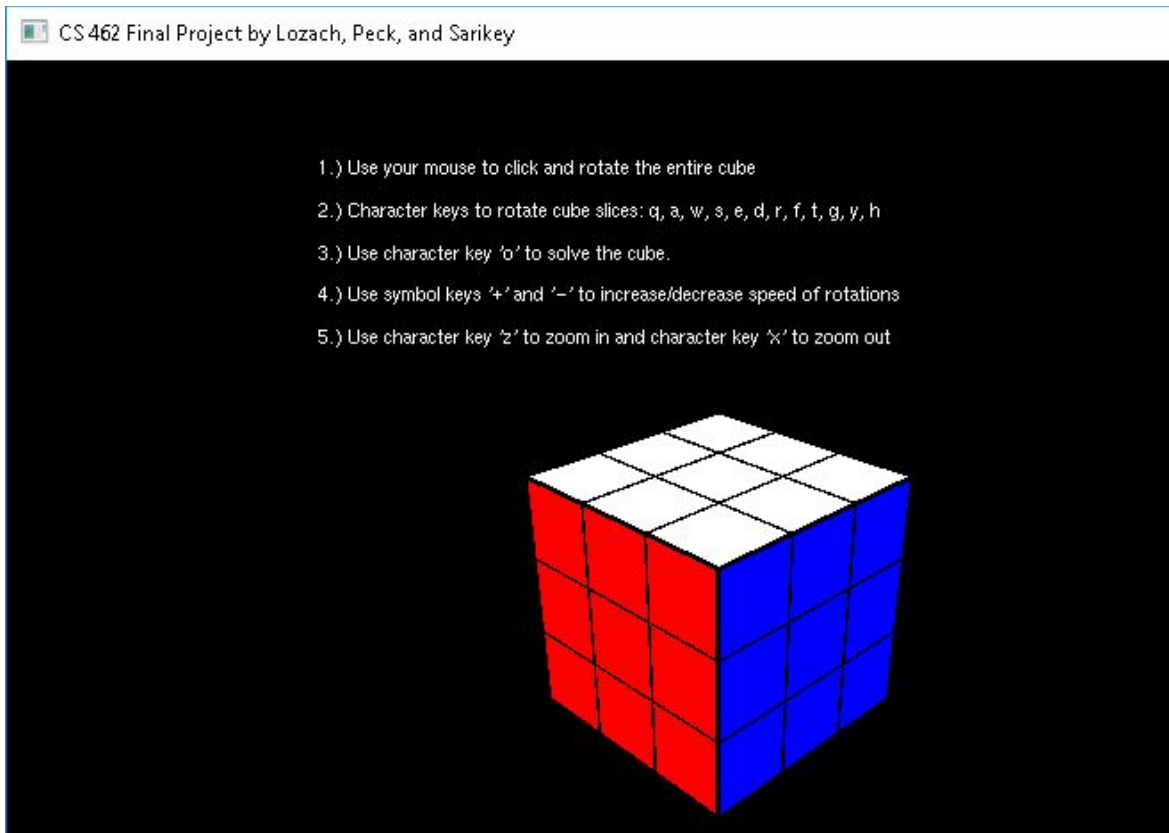 CS 462 Final Project by Lozach, Peck, and Sarikey
1.) Use your mouse to click and rotate the entire cube
2.) Character keys to rotate cube slices: q, a, w, s, e, d, r, f, t, g, y, h
3.) Use character key 'o' to solve the cube.
4.) Use symbol keys '+' and '-' to increase/decrease speed of rotations
5.) Use character key 'z' to zoom in and character key 'x' to zoom out